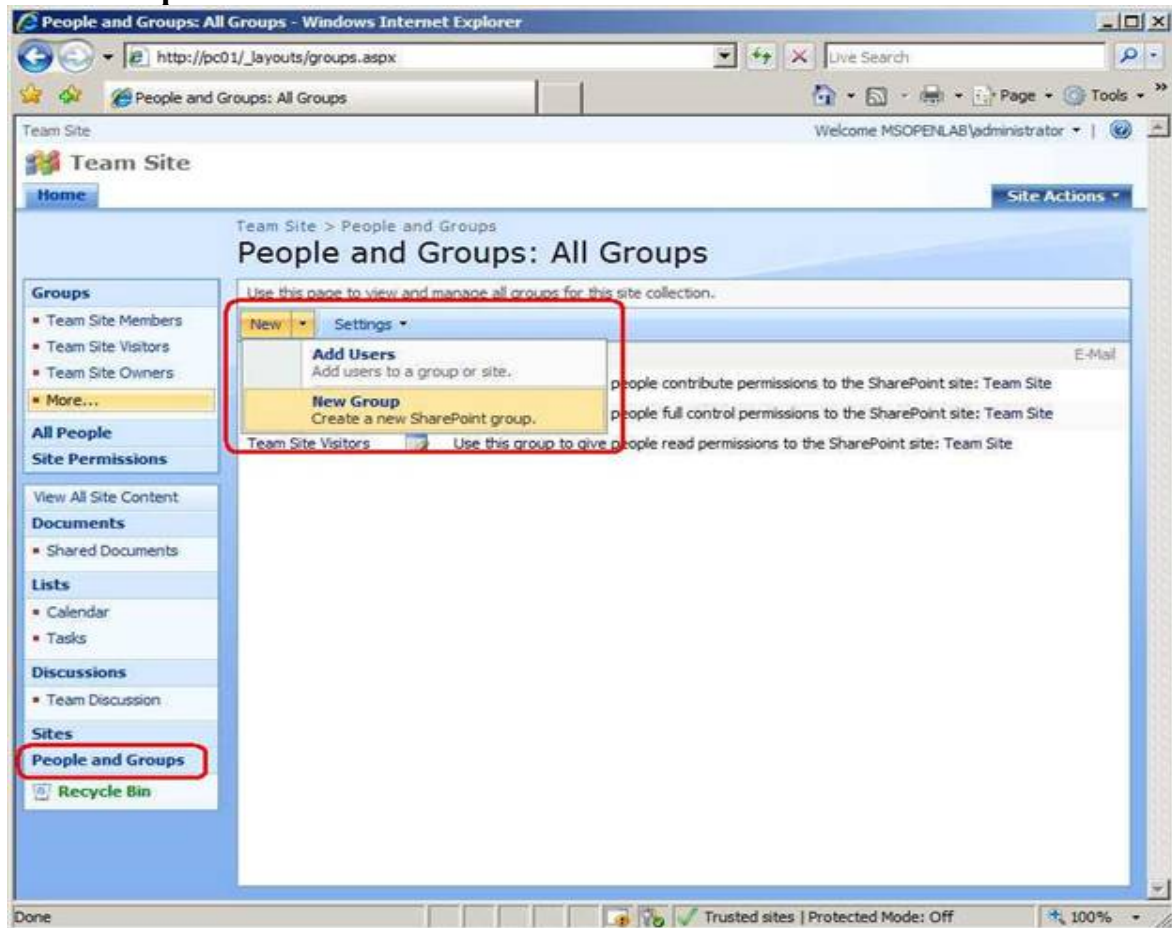 People and Groups: All Groups - Windows Internet Explorer
http://pc01/_layouts/groups.aspx
Live Search
People and Groups: All Groups
Page
Tools
Team Site
Welcome MSOPENLAB\administrator
Team Site
Home
Site Actions
Team Site > People and Groups
People and Groups: All Groups
Groups
Team Site Members
Team Site Visitors
Team Site Owners
More...
All People
Site Permissions
View All Site Content
Documents
Shared Documents
Lists
Calendar
Tasks
Discussions
Team Discussion
Sites
People and Groups
Recycle Bin
Use this page to view and manage all groups for this site collection.
New
Settings
Add Users
Add users to a group or site.
New Group
Create a new SharePoint group.
E-Mail
people contribute permissions to the SharePoint site: Team Site
people full control permissions to the SharePoint site: Team Site
Team Site Visitors Use this group to give people read permissions to the SharePoint site: Team Site
Done
Trusted sites | Protected Mode: Off
100%